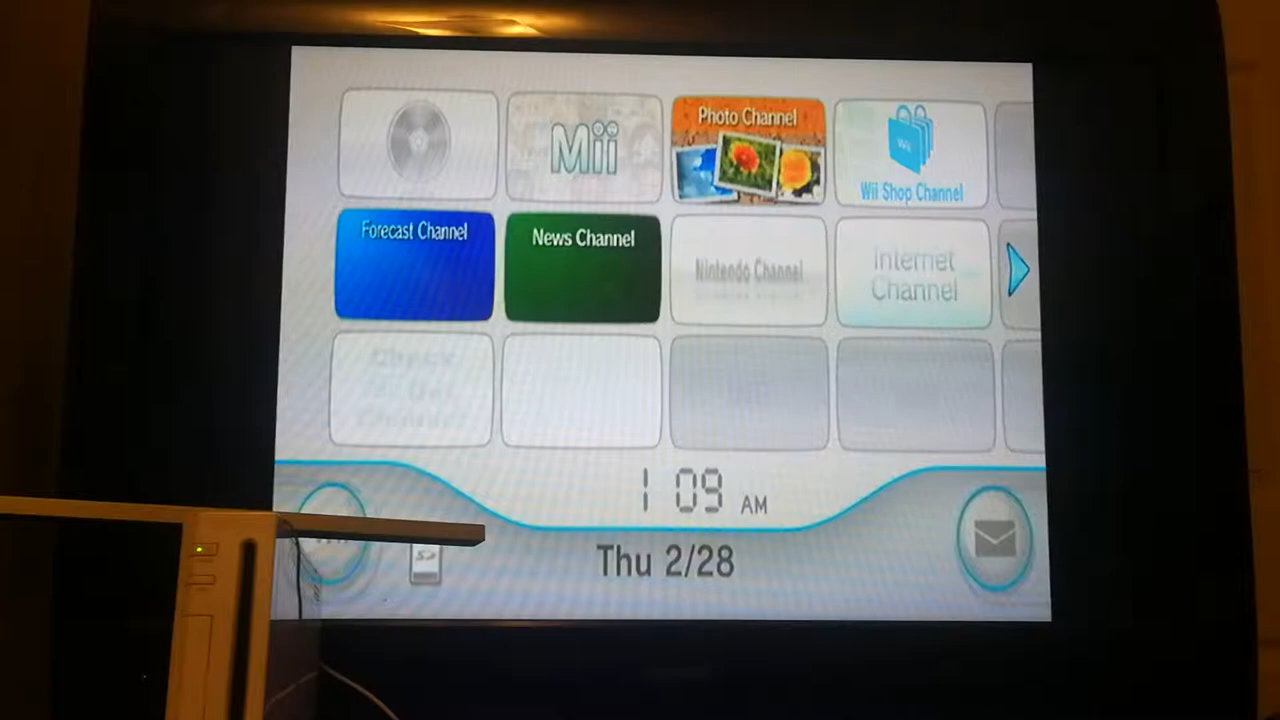 Mii
Photo Channel
Wii
Wii Shop Channel
Forecast Channel
News Channel
Nintendo Channel
Internet
Channel
1 09 AM
Thu 2/28